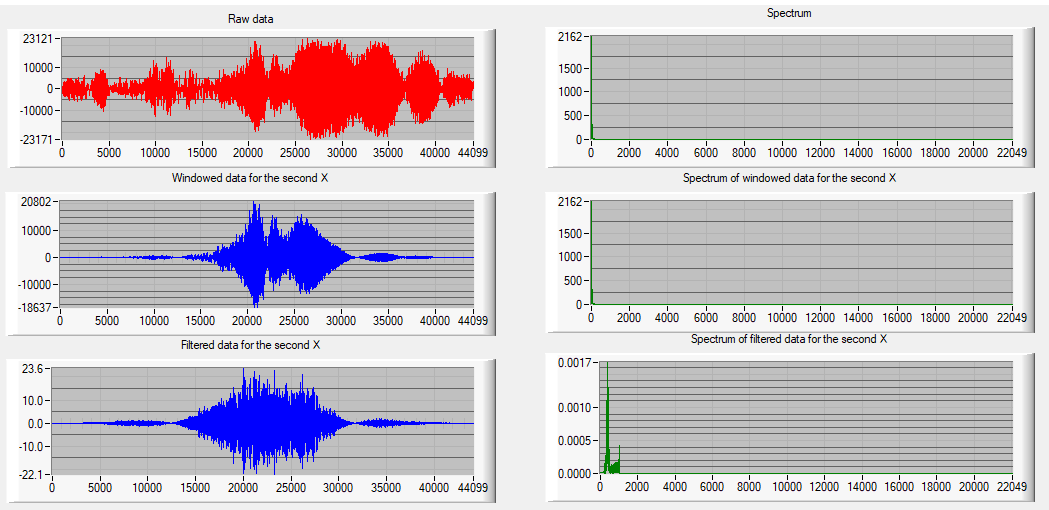 Raw data
23121
10000
0
-10000
-23171
0 5000 10000 15000 20000 25000 30000 35000 40000 44099
Spectrum
2162
1500
1000
500
0
0 2000 4000 6000 8000 10000 12000 14000 16000 18000 20000 22049
Windowed data for the second X
20802
10000
0
-10000
-18637
0 5000 10000 15000 20000 25000 30000 35000 40000 44099
Spectrum of windowed data for the second X
2162
1500
1000
500
0
0 2000 4000 6000 8000 10000 12000 14000 16000 18000 20000 22049
Filtered data for the second X
23.6
10.0
0.0
-10.0
-22.1
0 5000 10000 15000 20000 25000 30000 35000 40000 44099
Spectrum of filtered data for the second X
0.0017
0.0010
0.0005
0.0000
0 2000 4000 6000 8000 10000 12000 14000 16000 18000 20000 22049